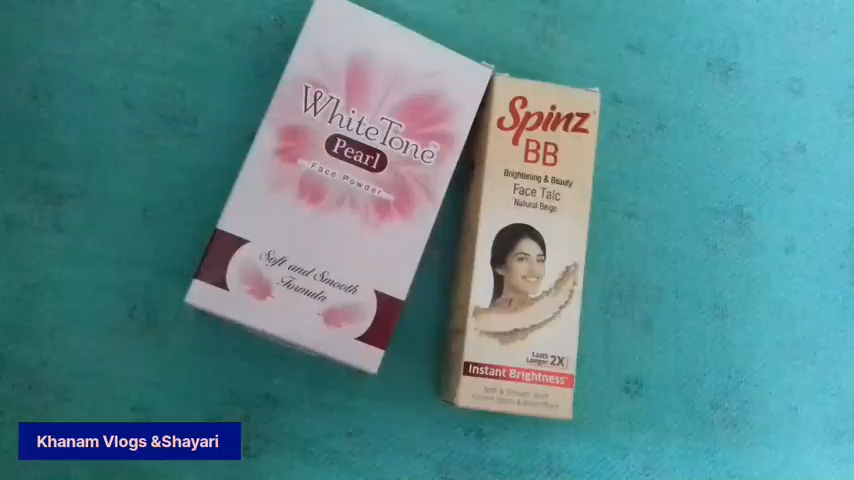 WhiteTone
Pearl
Face Powder
Soft and Smooth
Formula
Spinz
BB
Brightening & Beauty
Face Talc
Natural Beige
Lasts
Longer 2X
Instant Brightness*
Khanam Vlogs &Shayari